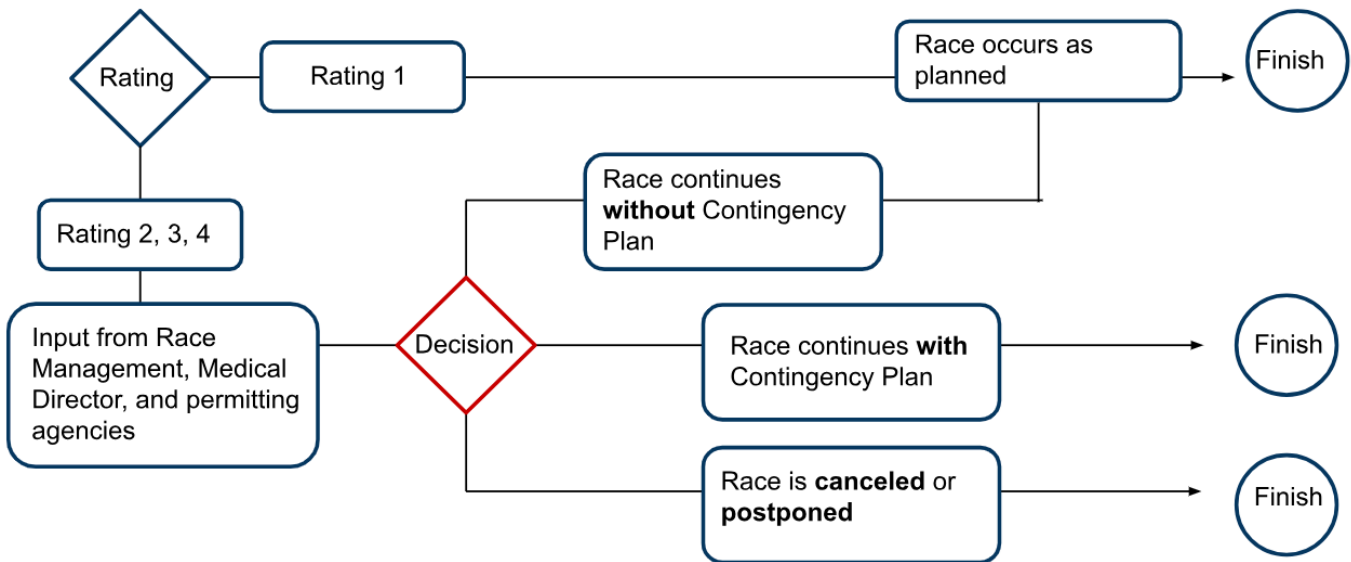 Rating
Rating 1
Race occurs as
planned
Finish
Race continues
without Contingency
Plan
Rating 2, 3, 4
Input from Race
Management, Medical
Director, and permitting
agencies
Decision
Race continues with
Contingency Plan
Finish
Race is canceled or
postponed
Finish